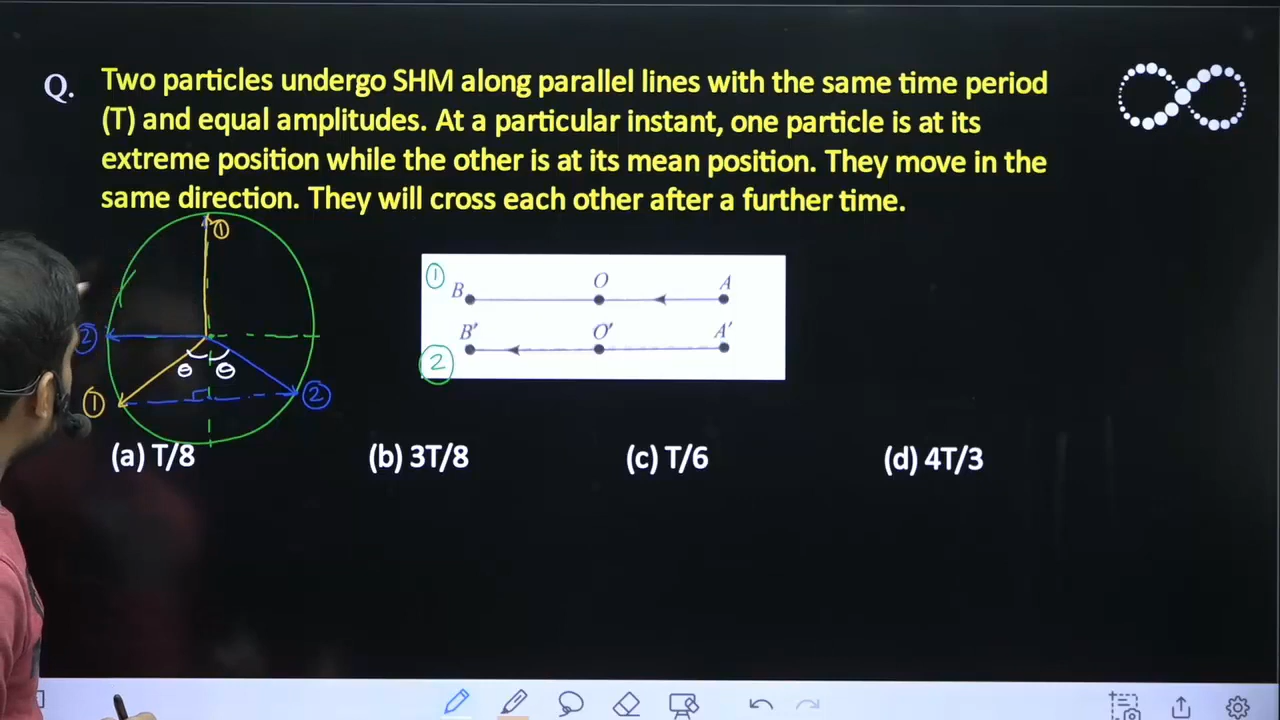 Q. Two particles undergo SHM along parallel lines with the same time period
(T) and equal amplitudes. At a particular instant, one particle is at its
extreme position while the other is at its mean position. They move in the
same direction. They will cross each other after a further time.
①
②
θ θ
① ②
① B O A
② B′ O′ A′
(a) T/8 (b) 3T/8 (c) T/6 (d) 4T/3